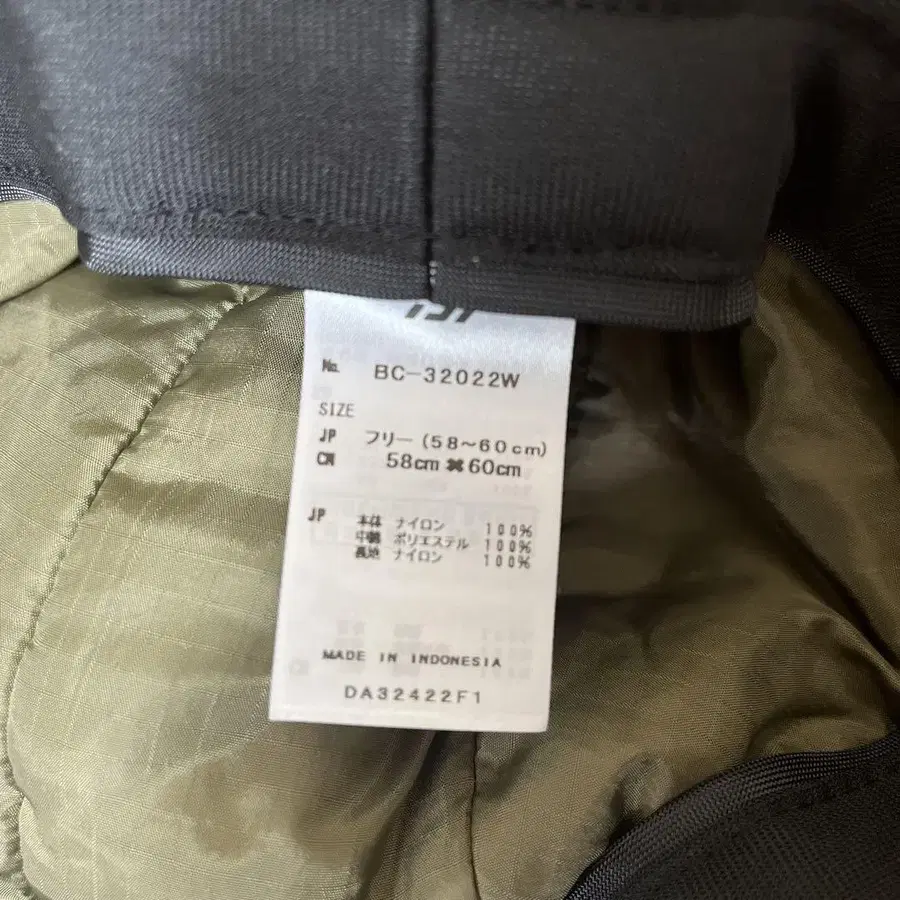 No. BC-32022W
SIZE
JP フリー (58~60cm)
CN 58cm ✖ 60cm
JP 本体 ナイロン 100%
中綿 ポリエステル 100%
裏地 ナイロン 100%
MADE IN INDONESIA
DA32422F1